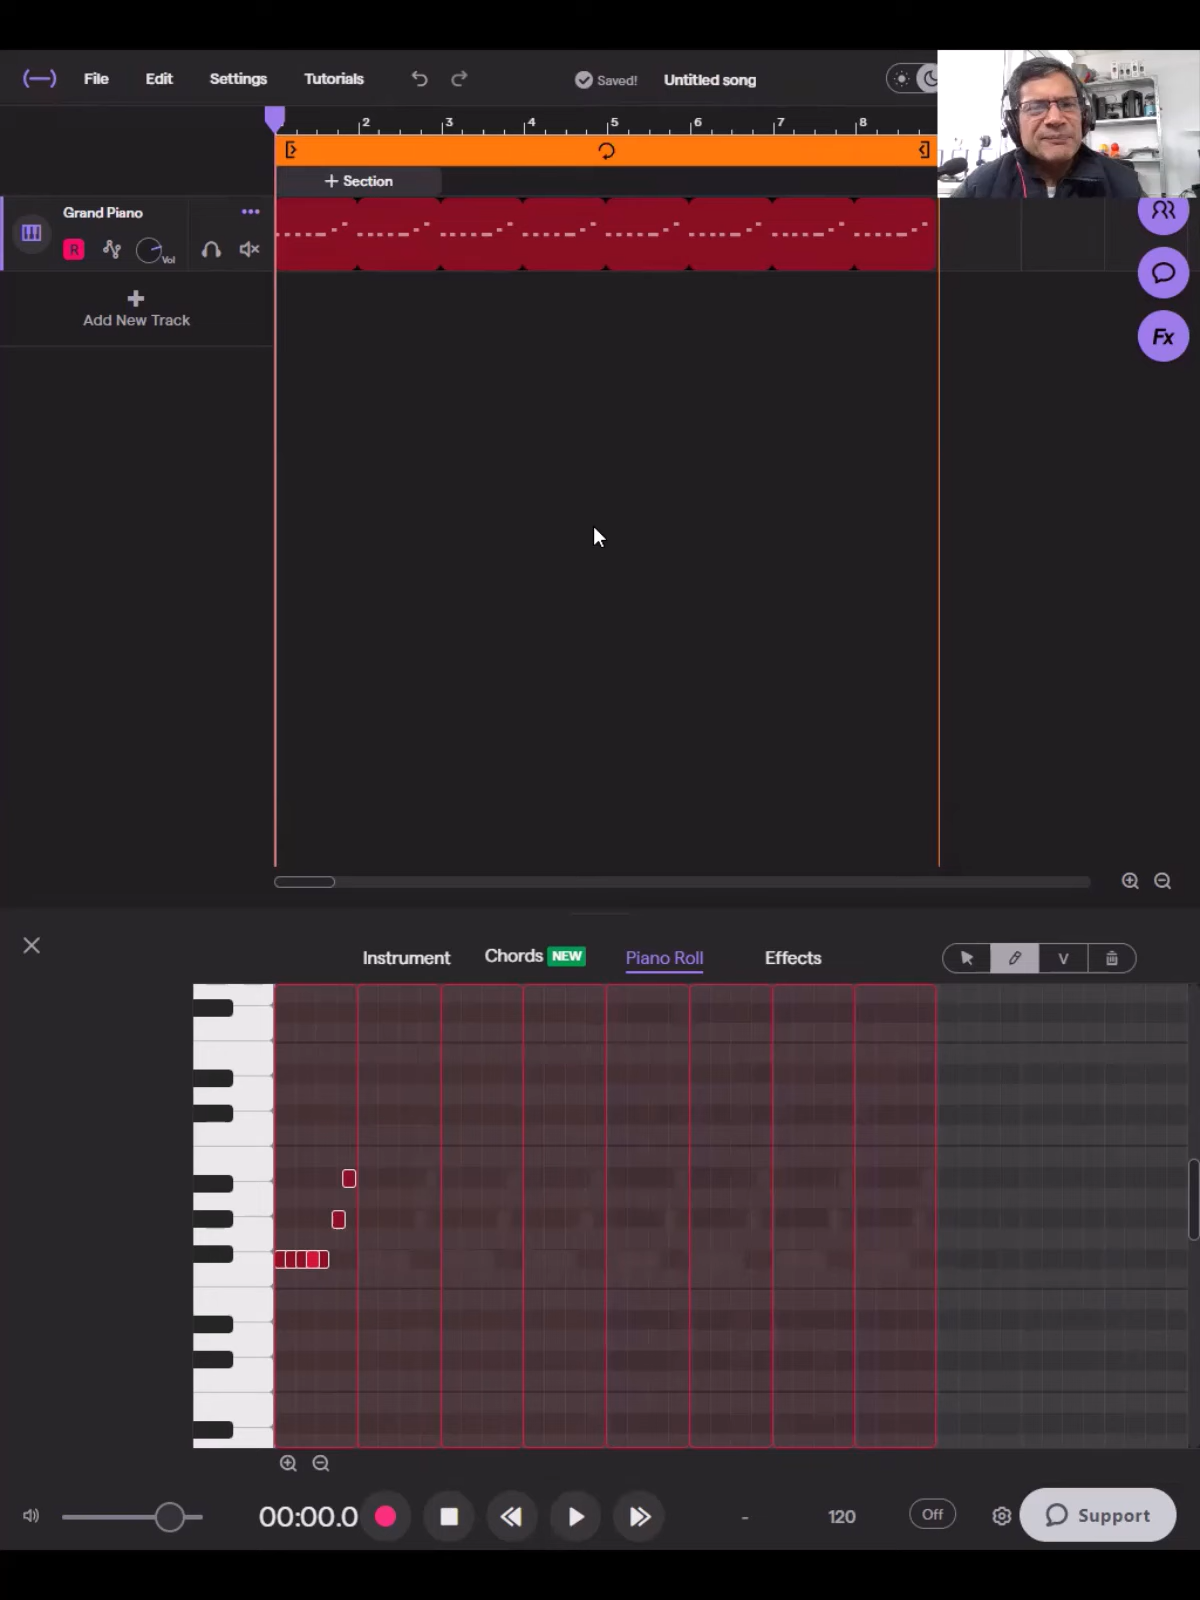 File Edit Settings Tutorials Saved! Untitled song
2 3 4 5 6 7 8
+ Section
Grand Piano
R Vol
Add New Track
Fx
Instrument Chords NEW Piano Roll Effects
V
00:00.0 - 120 Off Support